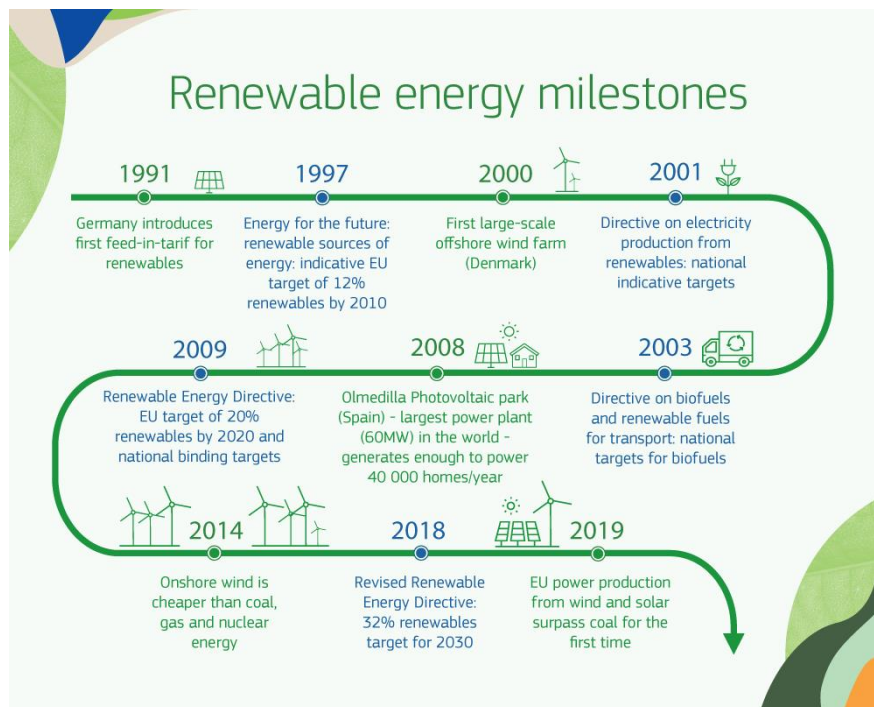 Renewable energy milestones
1991
Germany introduces
first feed-in-tarif for
renewables
1997
Energy for the future:
renewable sources of
energy: indicative EU
target of 12%
renewables by 2010
2000
First large-scale
offshore wind farm
(Denmark)
2001
Directive on electricity
production from
renewables: national
indicative targets
2003
Directive on biofuels
and renewable fuels
for transport: national
targets for biofuels
2008
Olmedilla Photovoltaic park
(Spain) - largest power plant
(60MW) in the world -
generates enough to power
40 000 homes/year
2009
Renewable Energy Directive:
EU target of 20%
renewables by 2020 and
national binding targets
2014
Onshore wind is
cheaper than coal,
gas and nuclear
energy
2018
Revised Renewable
Energy Directive:
32% renewables
target for 2030
2019
EU power production
from wind and solar
surpass coal for the
first time